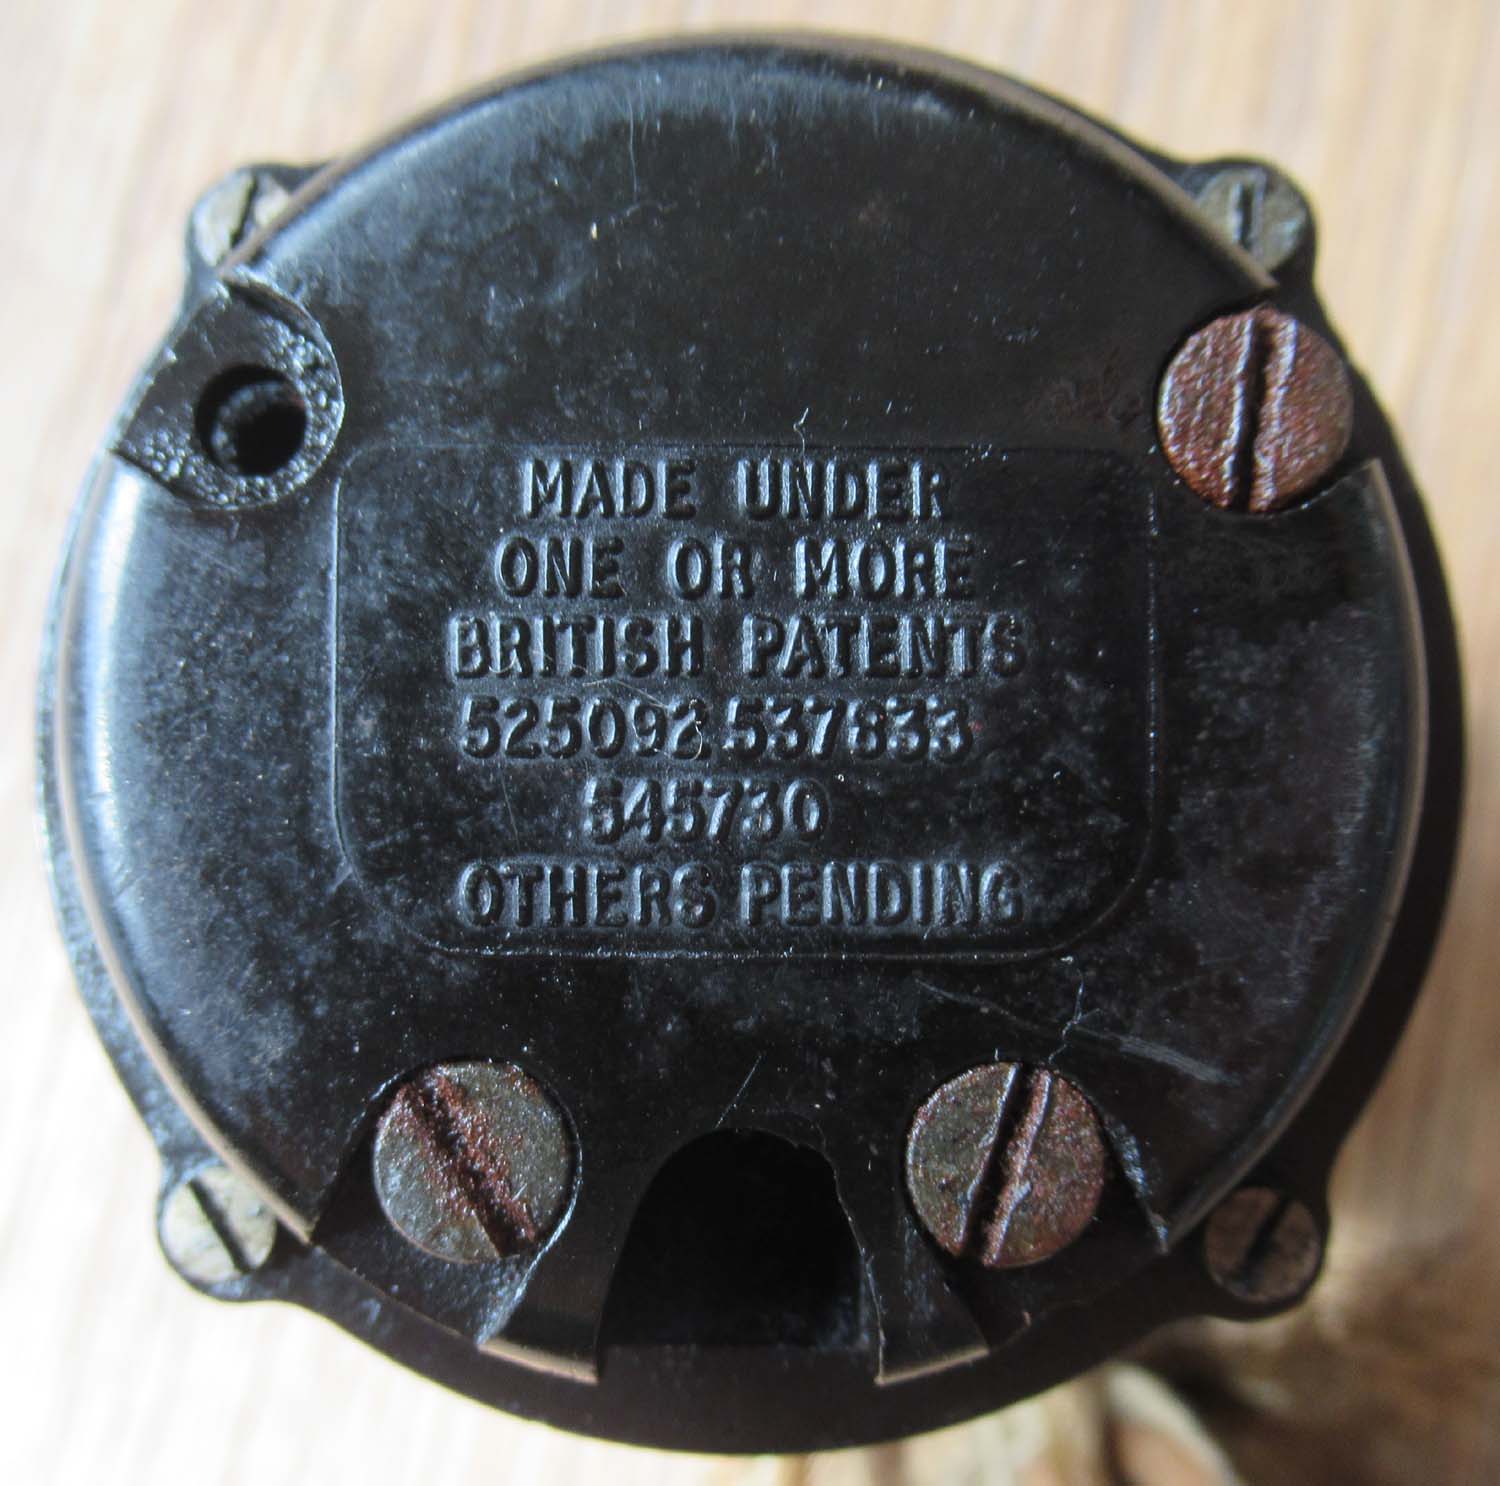 MADE UNDER
ONE OR MORE
BRITISH PATENTS
525092.537833
545730
OTHERS PENDING